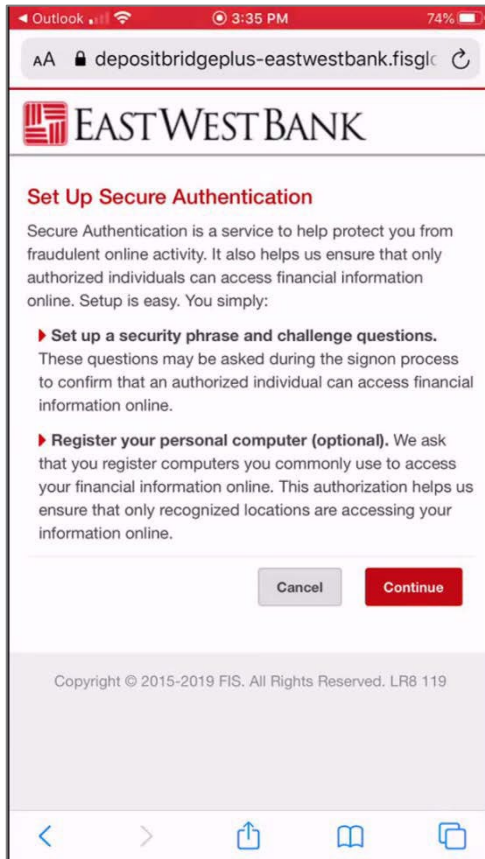 Outlook
3:35 PM
74%
AA depositbridgeplus-eastwestbank.fisglo
EAST WEST BANK
Set Up Secure Authentication
Secure Authentication is a service to help protect you from
fraudulent online activity. It also helps us ensure that only
authorized individuals can access financial information
online. Setup is easy. You simply:
Set up a security phrase and challenge questions.
These questions may be asked during the signon process
to confirm that an authorized individual can access financial
information online.
Register your personal computer (optional). We ask
that you register computers you commonly use to access
your financial information online. This authorization helps us
ensure that only recognized locations are accessing your
information online.
Cancel
Continue
Copyright © 2015-2019 FIS. All Rights Reserved. LR8 119